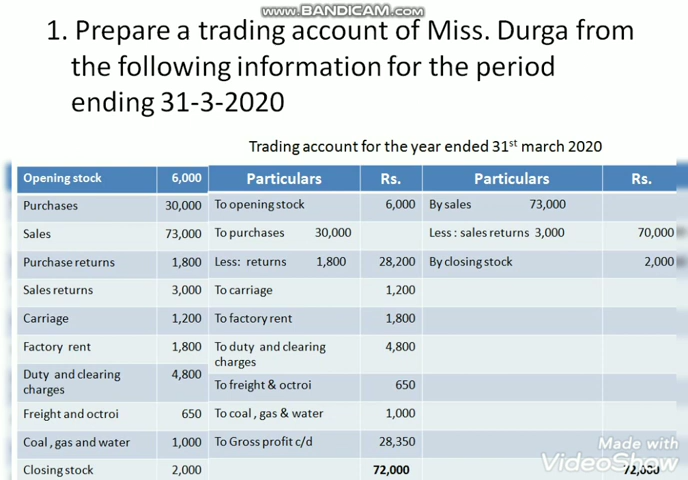 www.BANDICAM.com
1. Prepare a trading account of Miss. Durga from
the following information for the period
ending 31-3-2020
Trading account for the year ended 31st march 2020
Opening stock 6,000 Particulars Rs. Particulars Rs.
Purchases 30,000 To opening stock 6,000 By sales 73,000
Sales 73,000 To purchases 30,000 Less : sales returns 3,000 70,000
Purchase returns 1,800 Less: returns 1,800 28,200 By closing stock 2,000
Sales returns 3,000 To carriage 1,200
Carriage 1,200 To factory rent 1,800
Factory rent 1,800 To duty and clearing charges 4,800
Duty and clearing charges 4,800 To freight & octroi 650
Freight and octroi 650 To coal , gas & water 1,000
Coal , gas and water 1,000 To Gross profit c/d 28,350
Closing stock 2,000 72,000 72,000
Made with
VideoShow